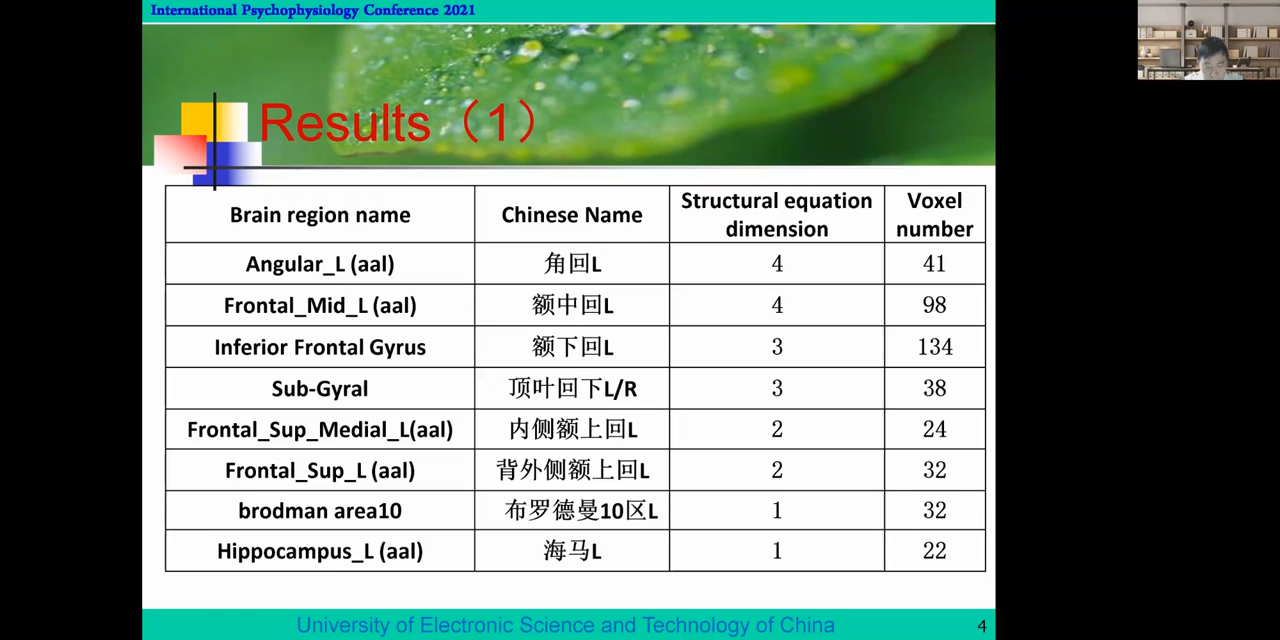 International Psychophysiology Conference 2021
Results（1）
Brain region name Chinese Name Structural equation dimension Voxel number
Angular_L (aal) 角回L 4 41
Frontal_Mid_L (aal) 额中回L 4 98
Inferior Frontal Gyrus 额下回L 3 134
Sub-Gyral 顶叶回下L/R 3 38
Frontal_Sup_Medial_L(aal) 内侧额上回L 2 24
Frontal_Sup_L (aal) 背外侧额上回L 2 32
brodman area10 布罗德曼10区L 1 32
Hippocampus_L (aal) 海马L 1 22
University of Electronic Science and Technology of China 4